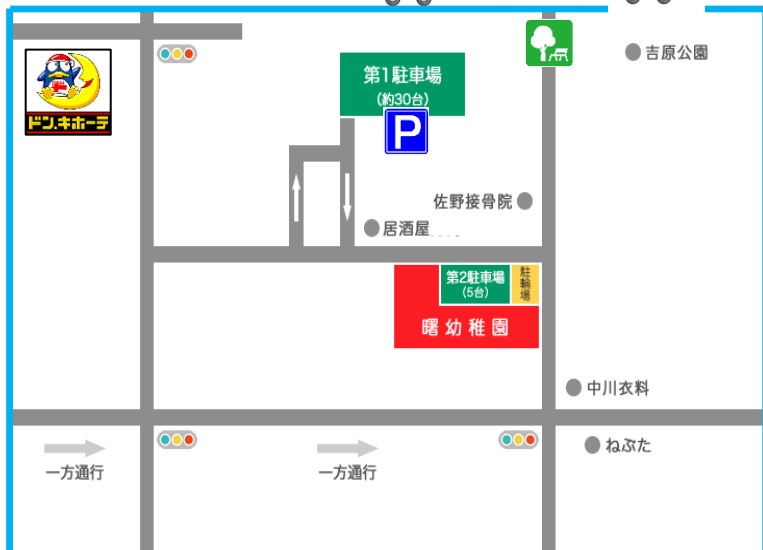 吉原公園
第1駐車場
(約30台)
P
ドン.キホーテ
佐野接骨院
居酒屋
第2駐車場
(5台)
駐輪場
曙幼稚園
中川衣料
ねぶた
一方通行
一方通行